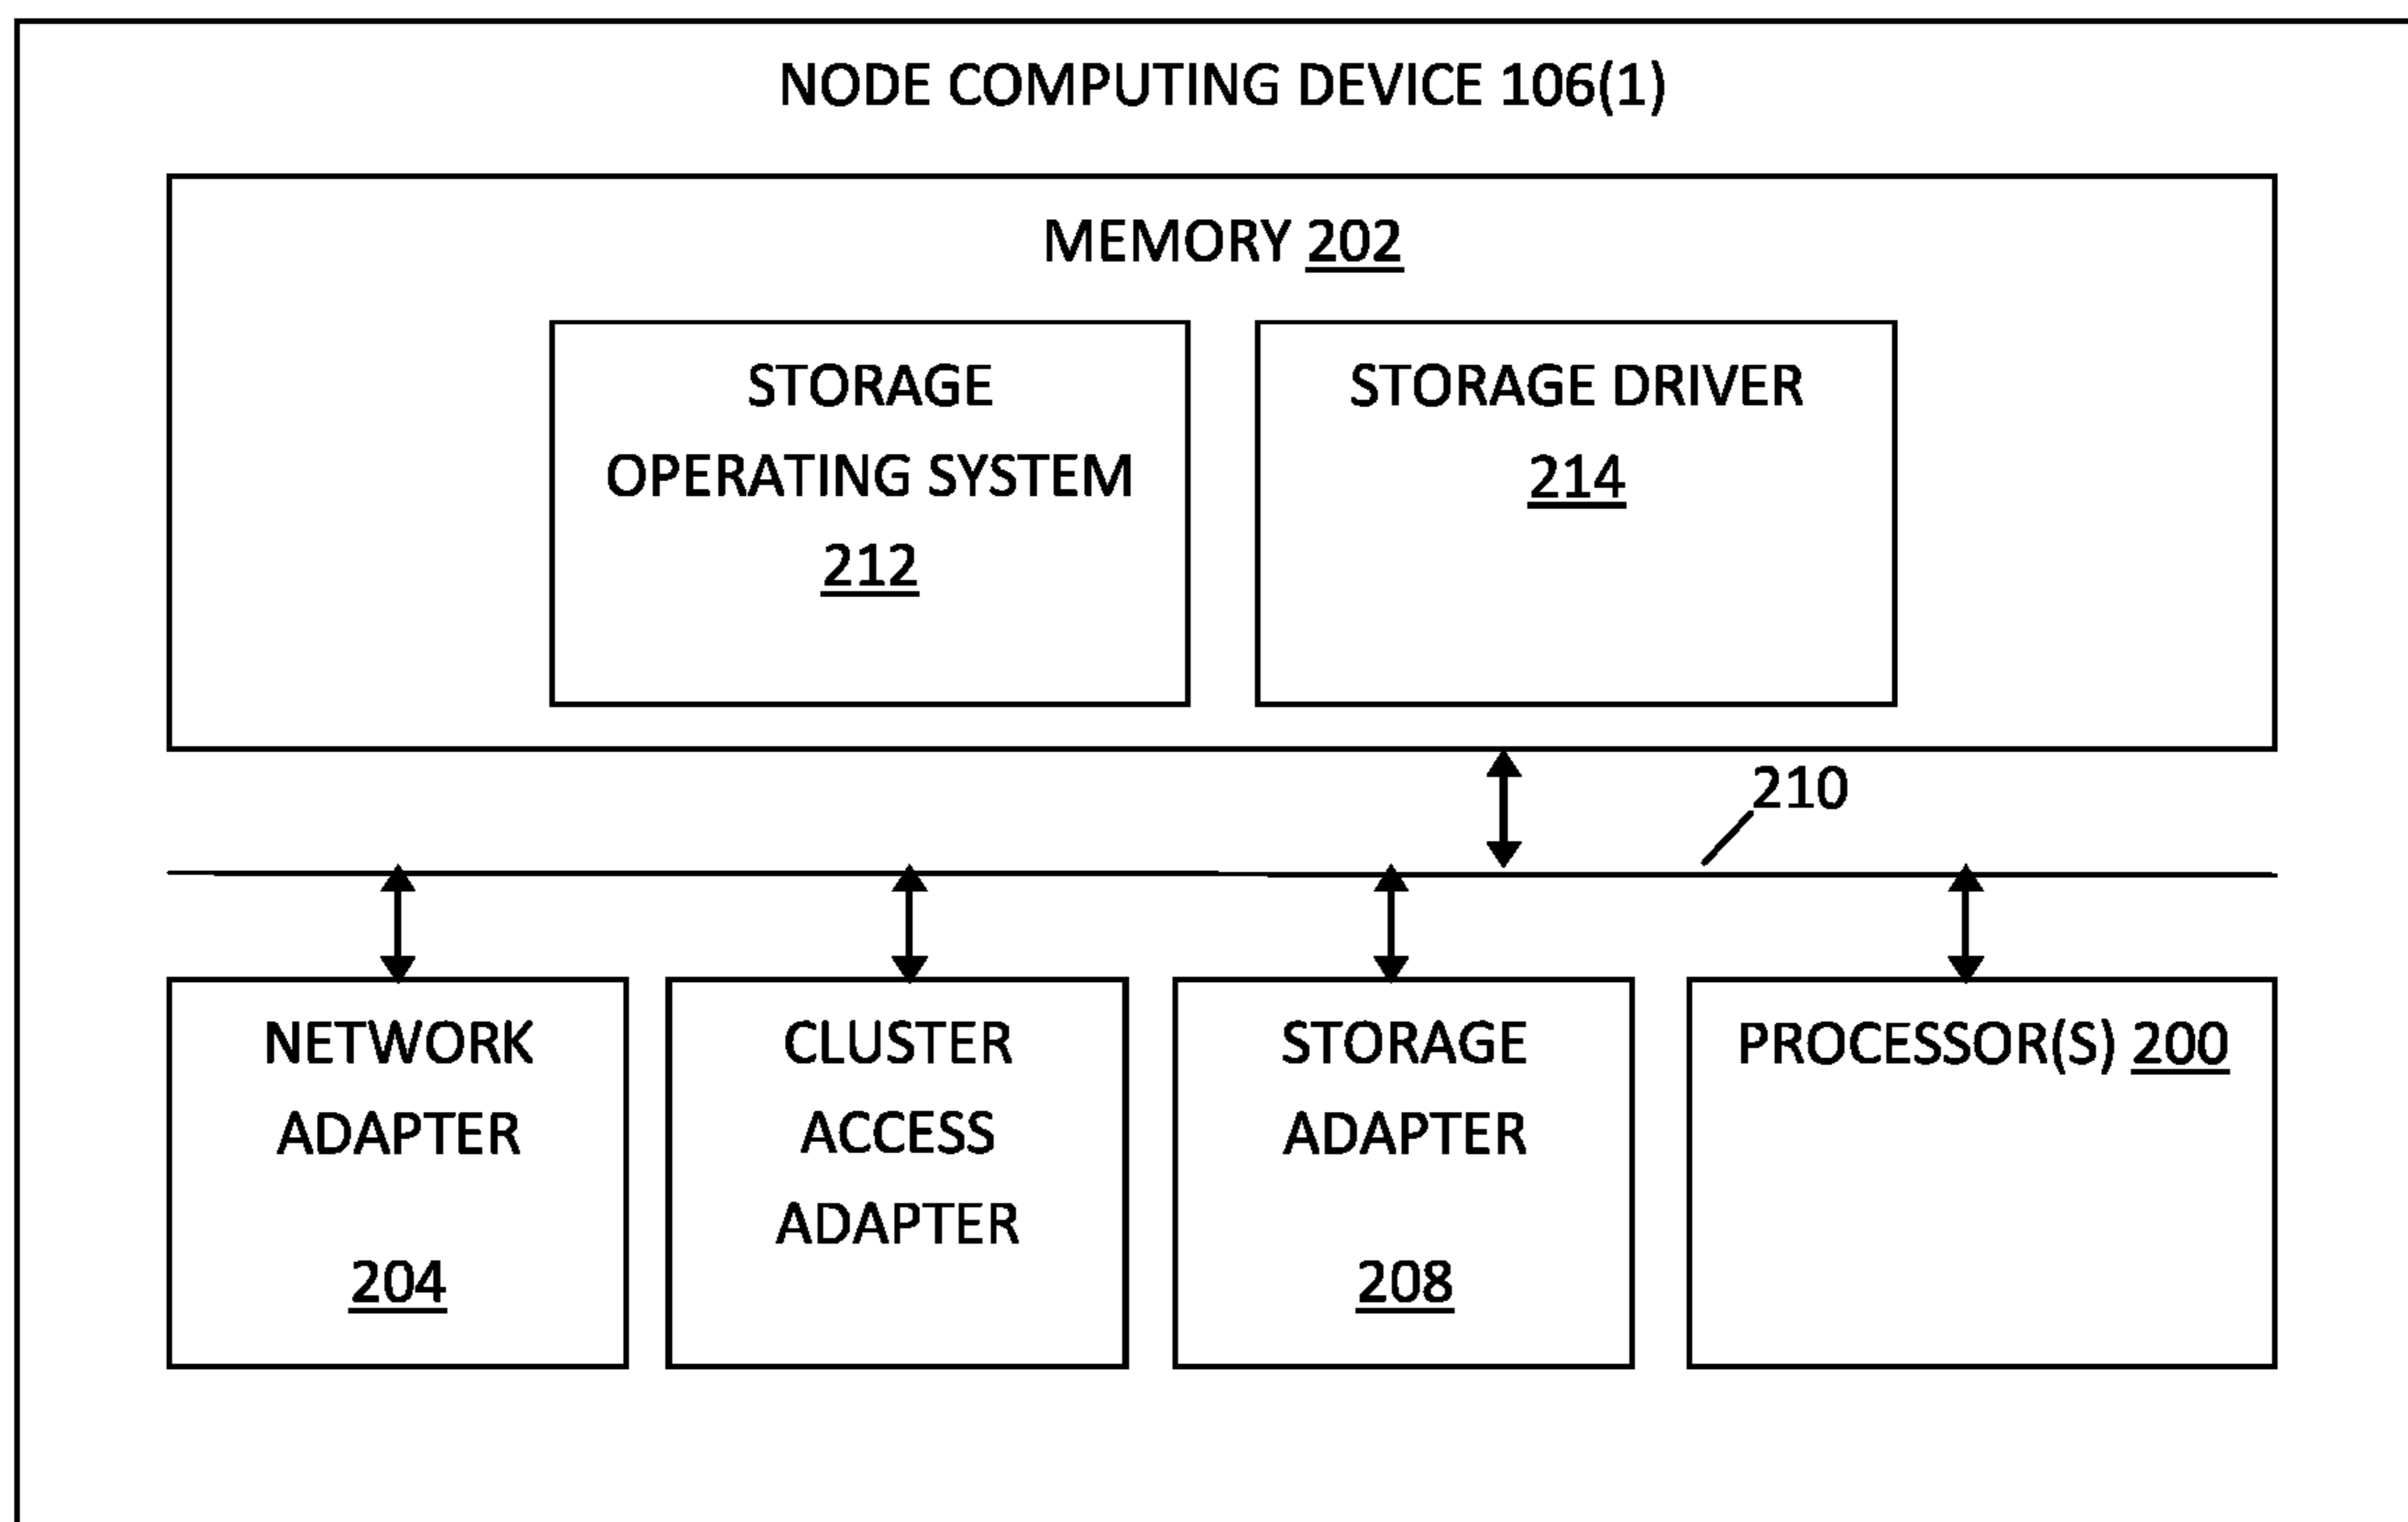 NODE COMPUTING DEVICE 106(1)
MEMORY 202
STORAGE
OPERATING SYSTEM
212
STORAGE DRIVER
214
210
NETWORK
ADAPTER
204
CLUSTER
ACCESS
ADAPTER
STORAGE
ADAPTER
208
PROCESSOR(S) 200